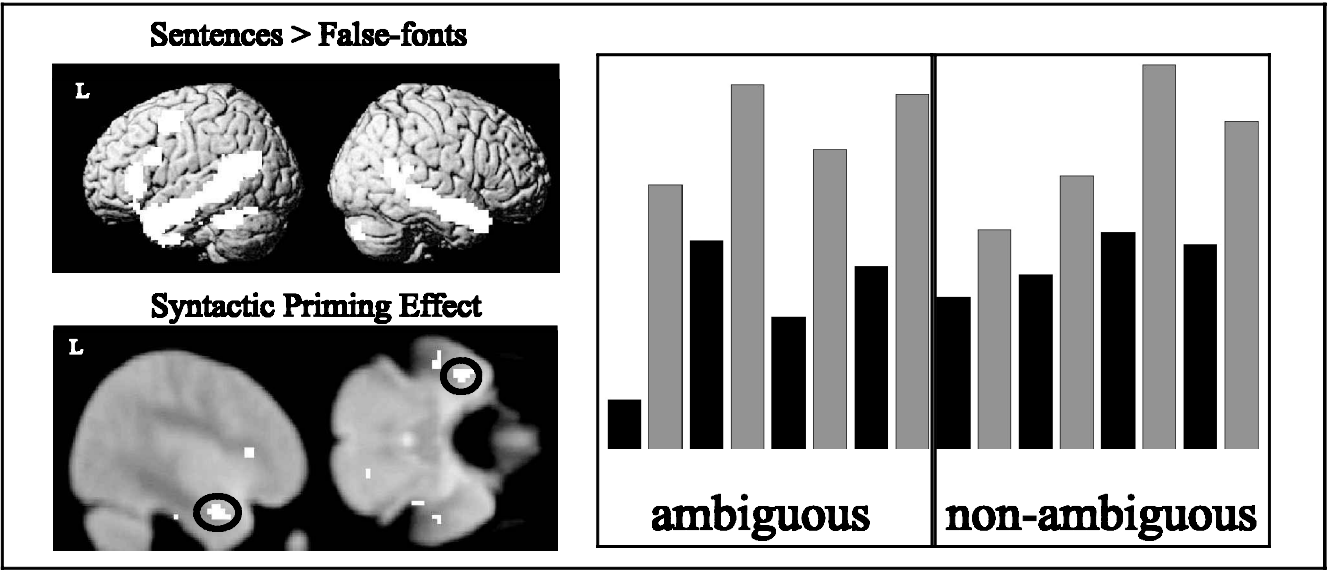 Sentences > False-fonts
L
Syntactic Priming Effect
L
ambiguous
non-ambiguous